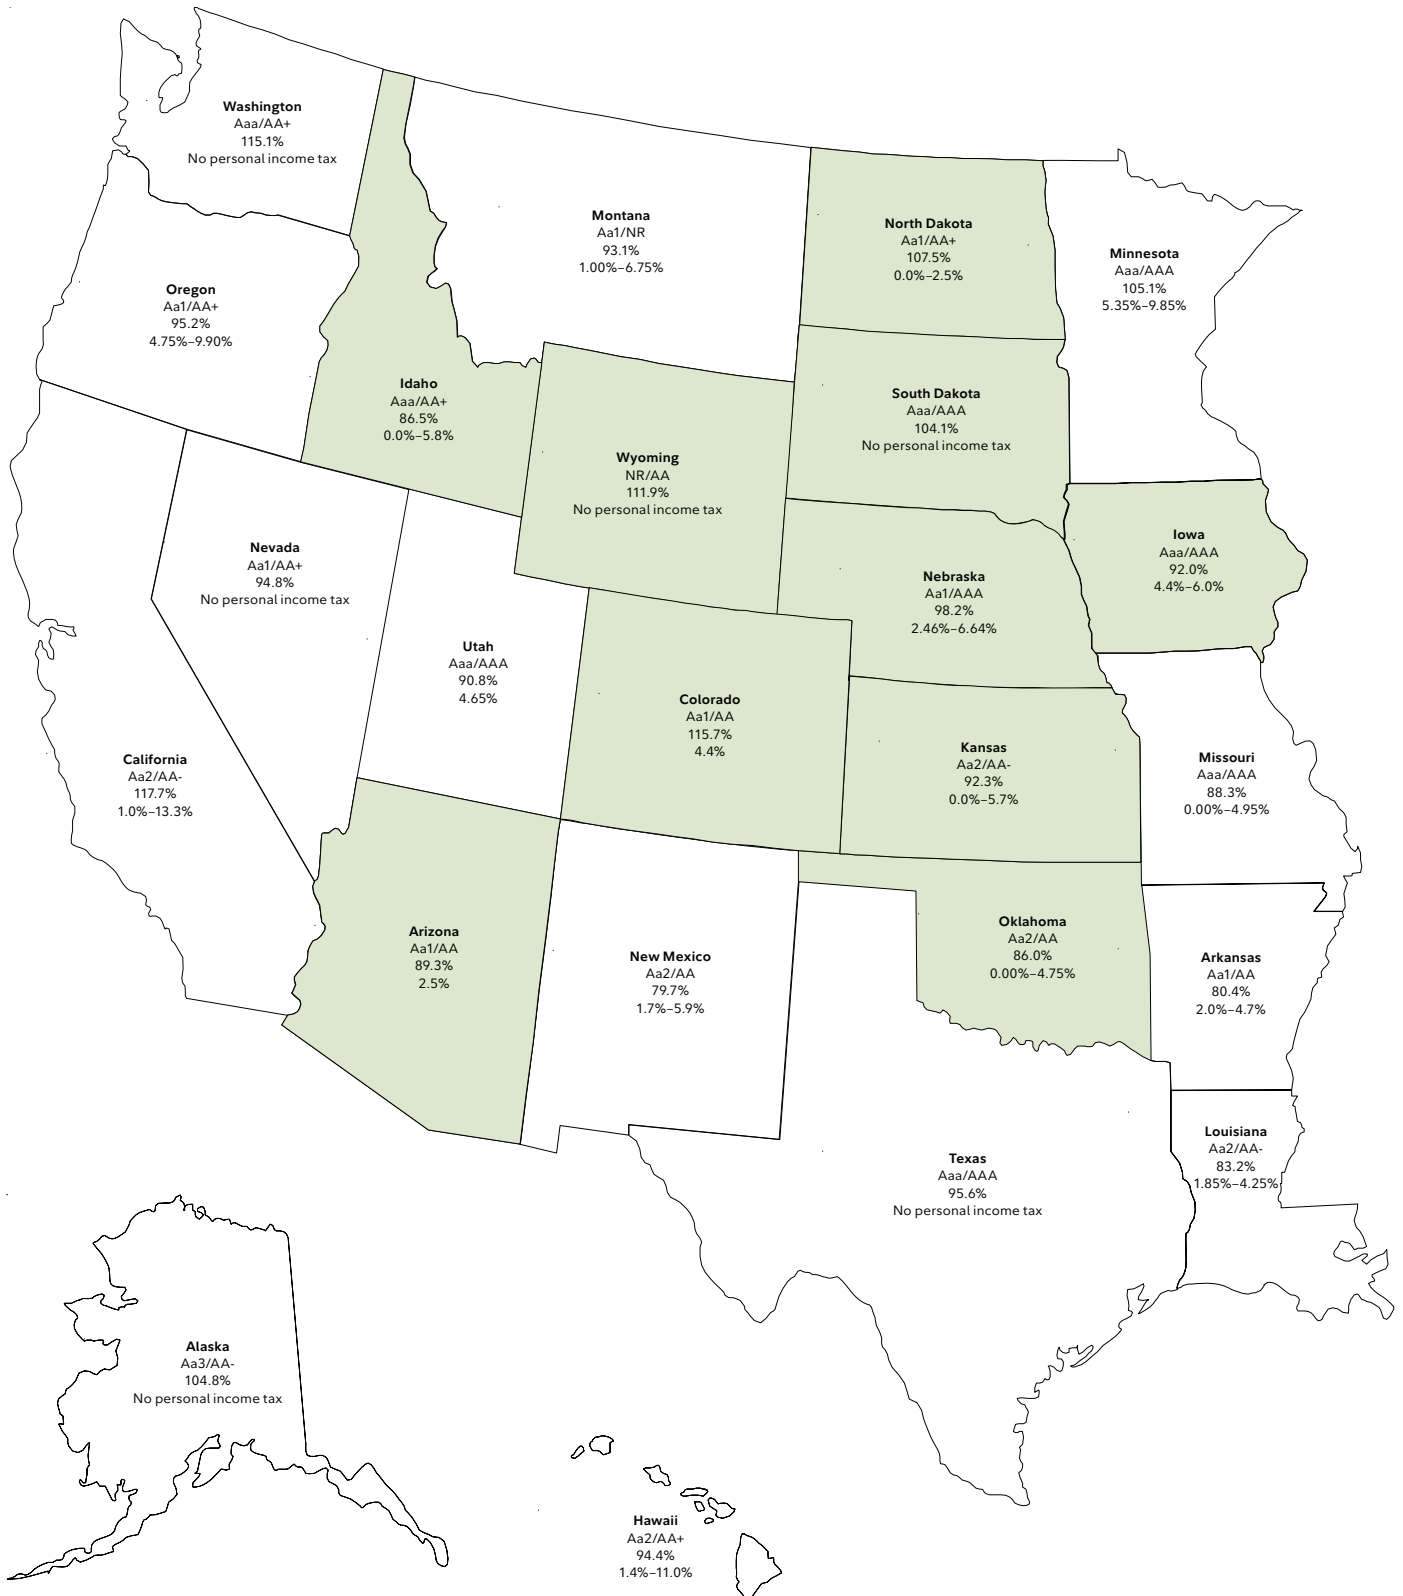 Washington
Aaa/AA+
115.1%
No personal income tax
Montana
Aa1/NR
93.1%
1.00%–6.75%
North Dakota
Aa1/AA+
107.5%
0.0%–2.5%
Minnesota
Aaa/AAA
105.1%
5.35%–9.85%
Oregon
Aa1/AA+
95.2%
4.75%–9.90%
Idaho
Aaa/AA+
86.5%
0.0%–5.8%
South Dakota
Aaa/AAA
104.1%
No personal income tax
Wyoming
NR/AA
111.9%
No personal income tax
Iowa
Aaa/AAA
92.0%
4.4%–6.0%
Nevada
Aa1/AA+
94.8%
No personal income tax
Nebraska
Aa1/AAA
98.2%
2.46%–6.64%
Utah
Aaa/AAA
90.8%
4.65%
Colorado
Aa1/AA
115.7%
4.4%
Kansas
Aa2/AA-
92.3%
0.0%–5.7%
California
Aa2/AA-
117.7%
1.0%–13.3%
Missouri
Aaa/AAA
88.3%
0.00%–4.95%
Arizona
Aa1/AA
89.3%
2.5%
New Mexico
Aa2/AA
79.7%
1.7%–5.9%
Oklahoma
Aa2/AA
86.0%
0.00%–4.75%
Arkansas
Aa1/AA
80.4%
2.0%–4.7%
Louisiana
Aa2/AA-
83.2%
1.85%–4.25%
Texas
Aaa/AAA
95.6%
No personal income tax
Alaska
Aa3/AA-
104.8%
No personal income tax
Hawaii
Aa2/AA+
94.4%
1.4%–11.0%